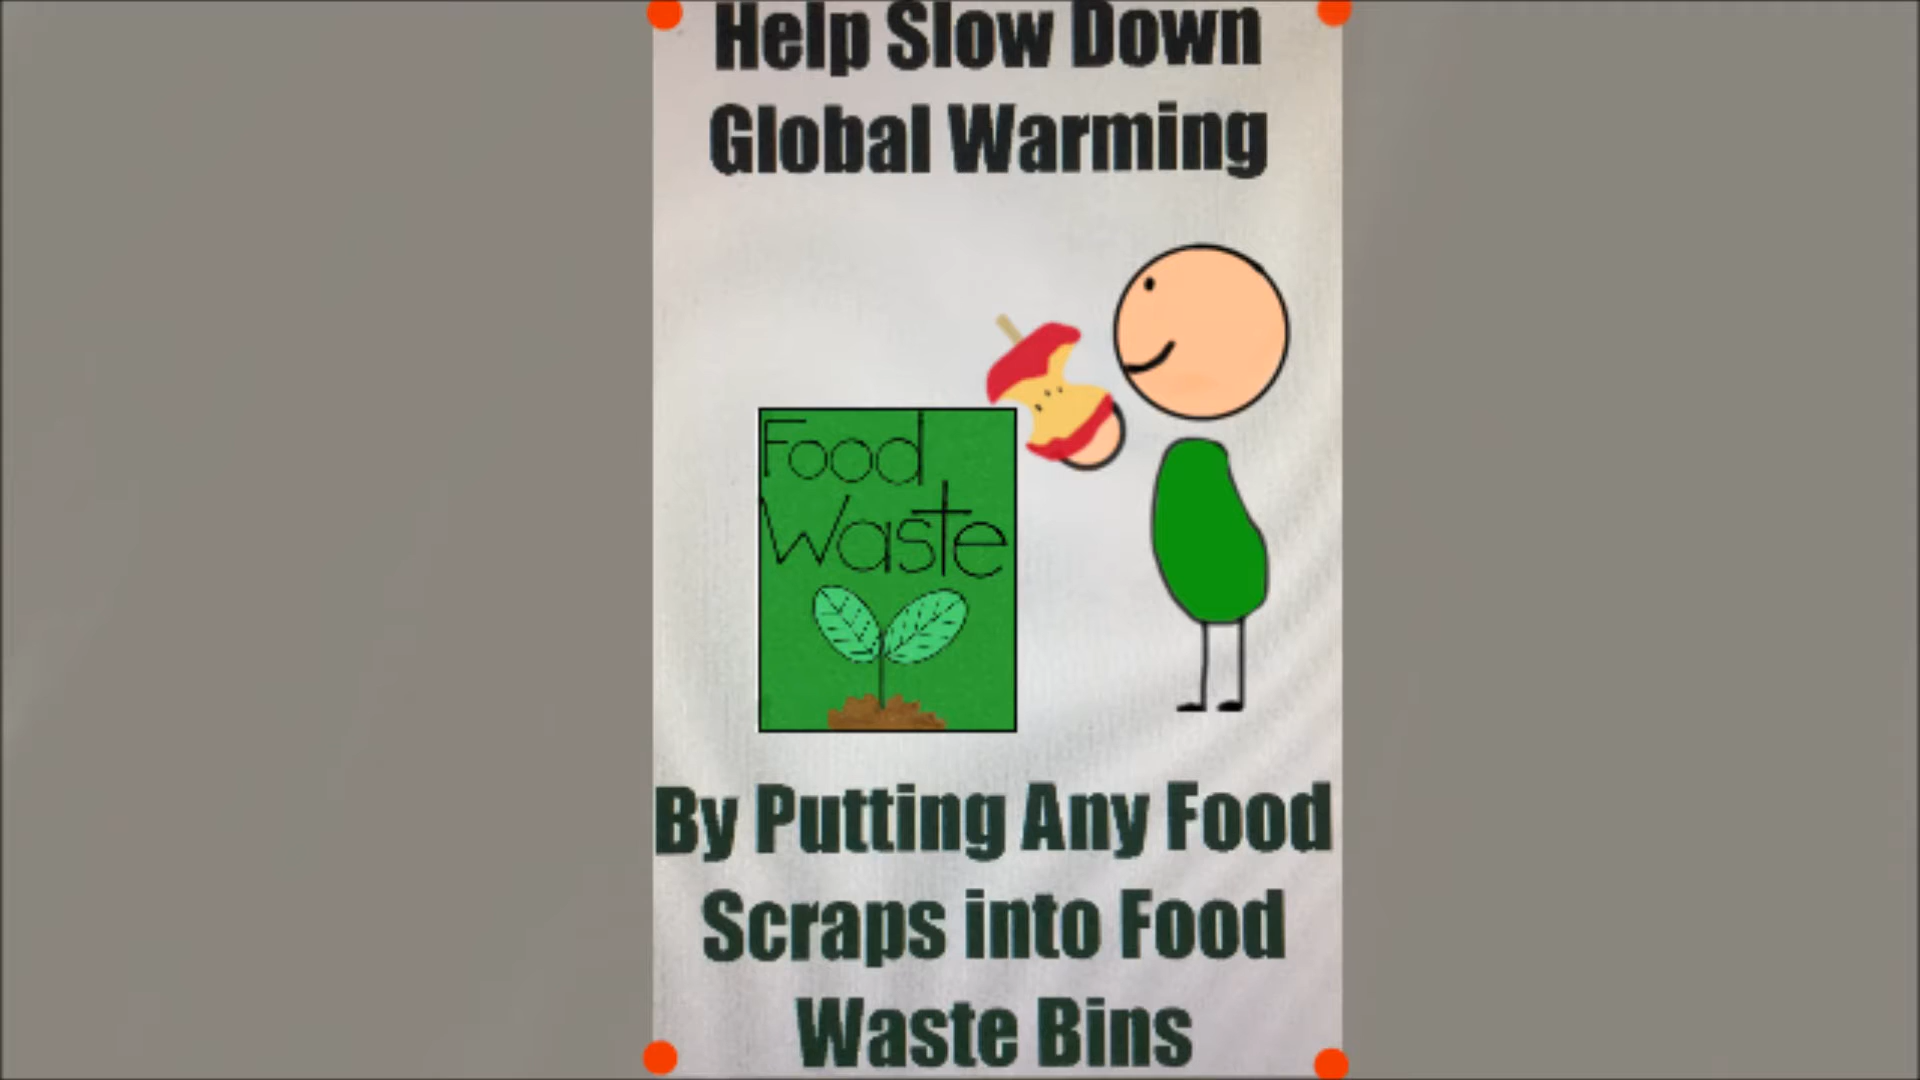 Help Slow Down
Global Warming
Food
Waste
By Putting Any Food
Scraps into Food
Waste Bins